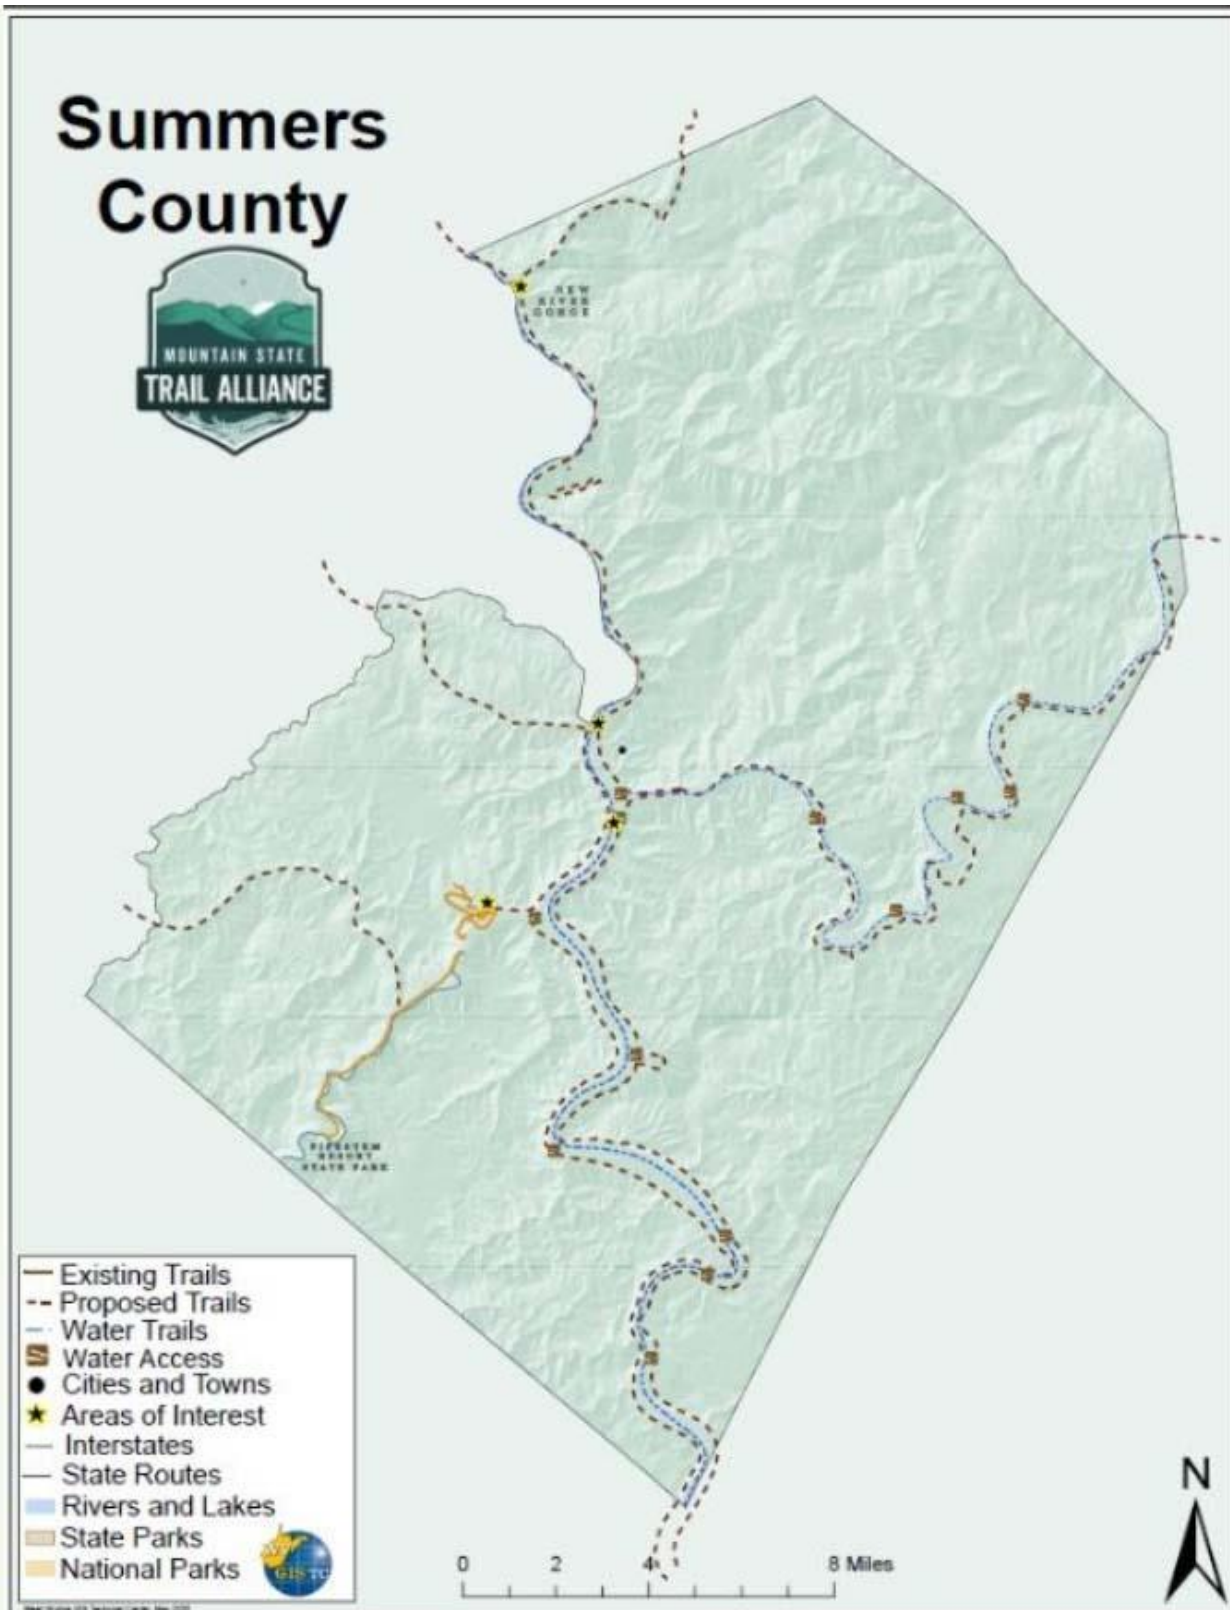 Summers
County
MOUNTAIN STATE
TRAIL ALLIANCE
NEW
RIVER
GORGE
PIPESTEM
RESORT
STATE PARK
Existing Trails
Proposed Trails
Water Trails
Water Access
Cities and Towns
Areas of Interest
Interstates
State Routes
Rivers and Lakes
State Parks
National Parks
GIS TC
0 2 4 8 Miles
N